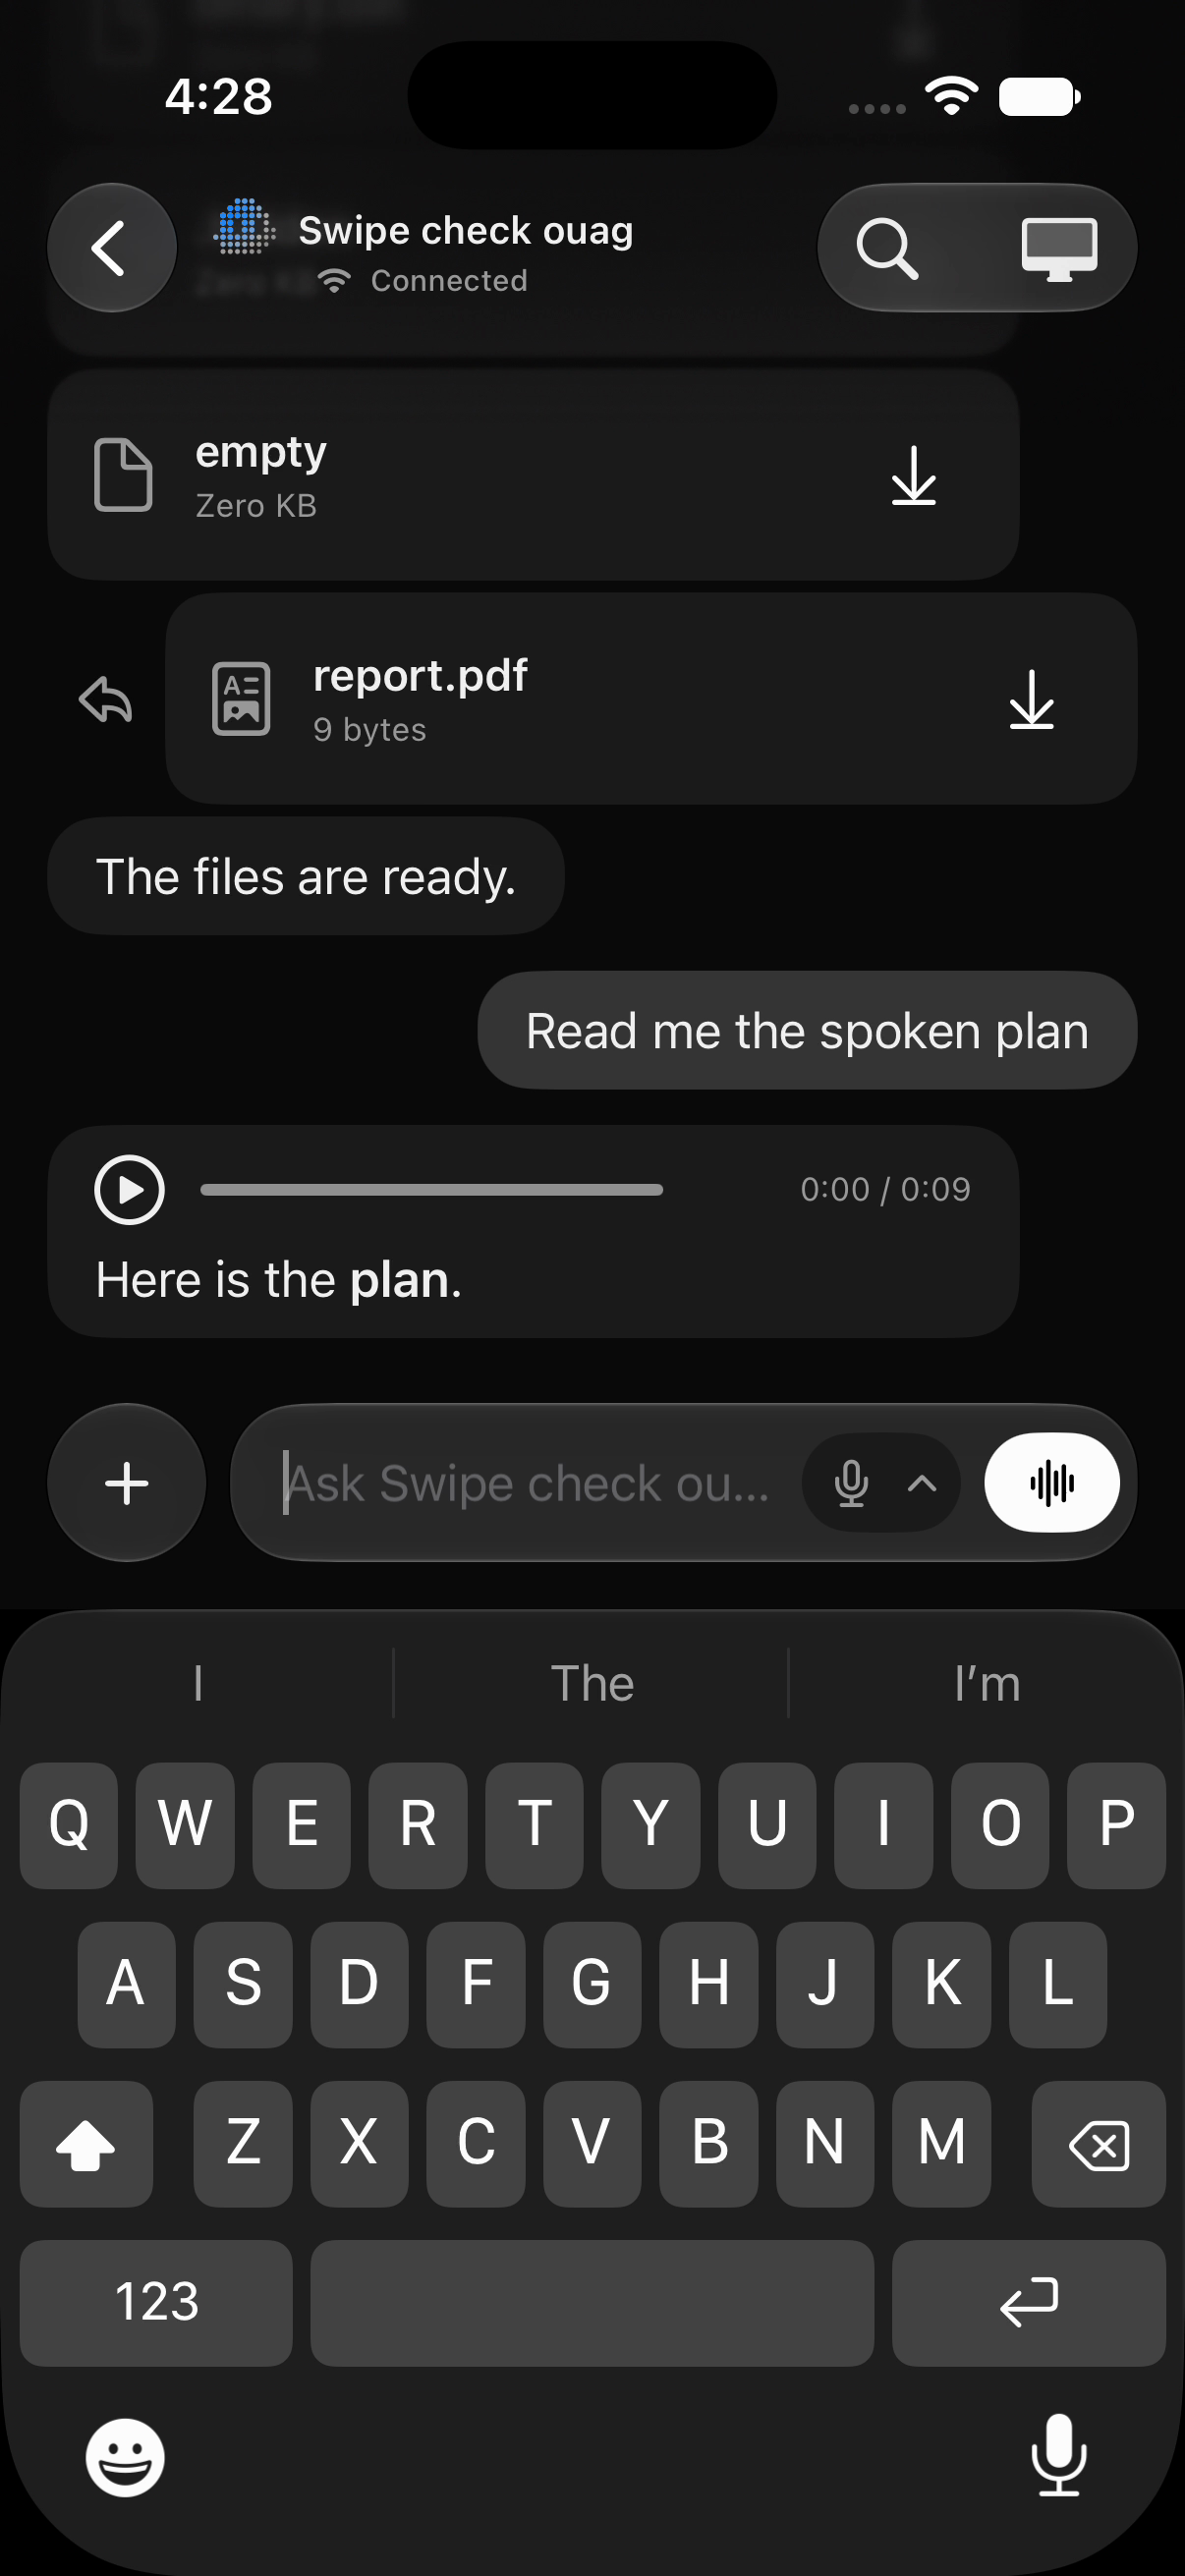 4:28
Swipe check ouag
Connected
empty
Zero KB
report.pdf
9 bytes
The files are ready.
Read me the spoken plan
0:00 / 0:09
Here is the plan.
Ask Swipe check ou...
I The I’m
Q W E R T Y U I O P
A S D F G H J K L
Z X C V B N M
123